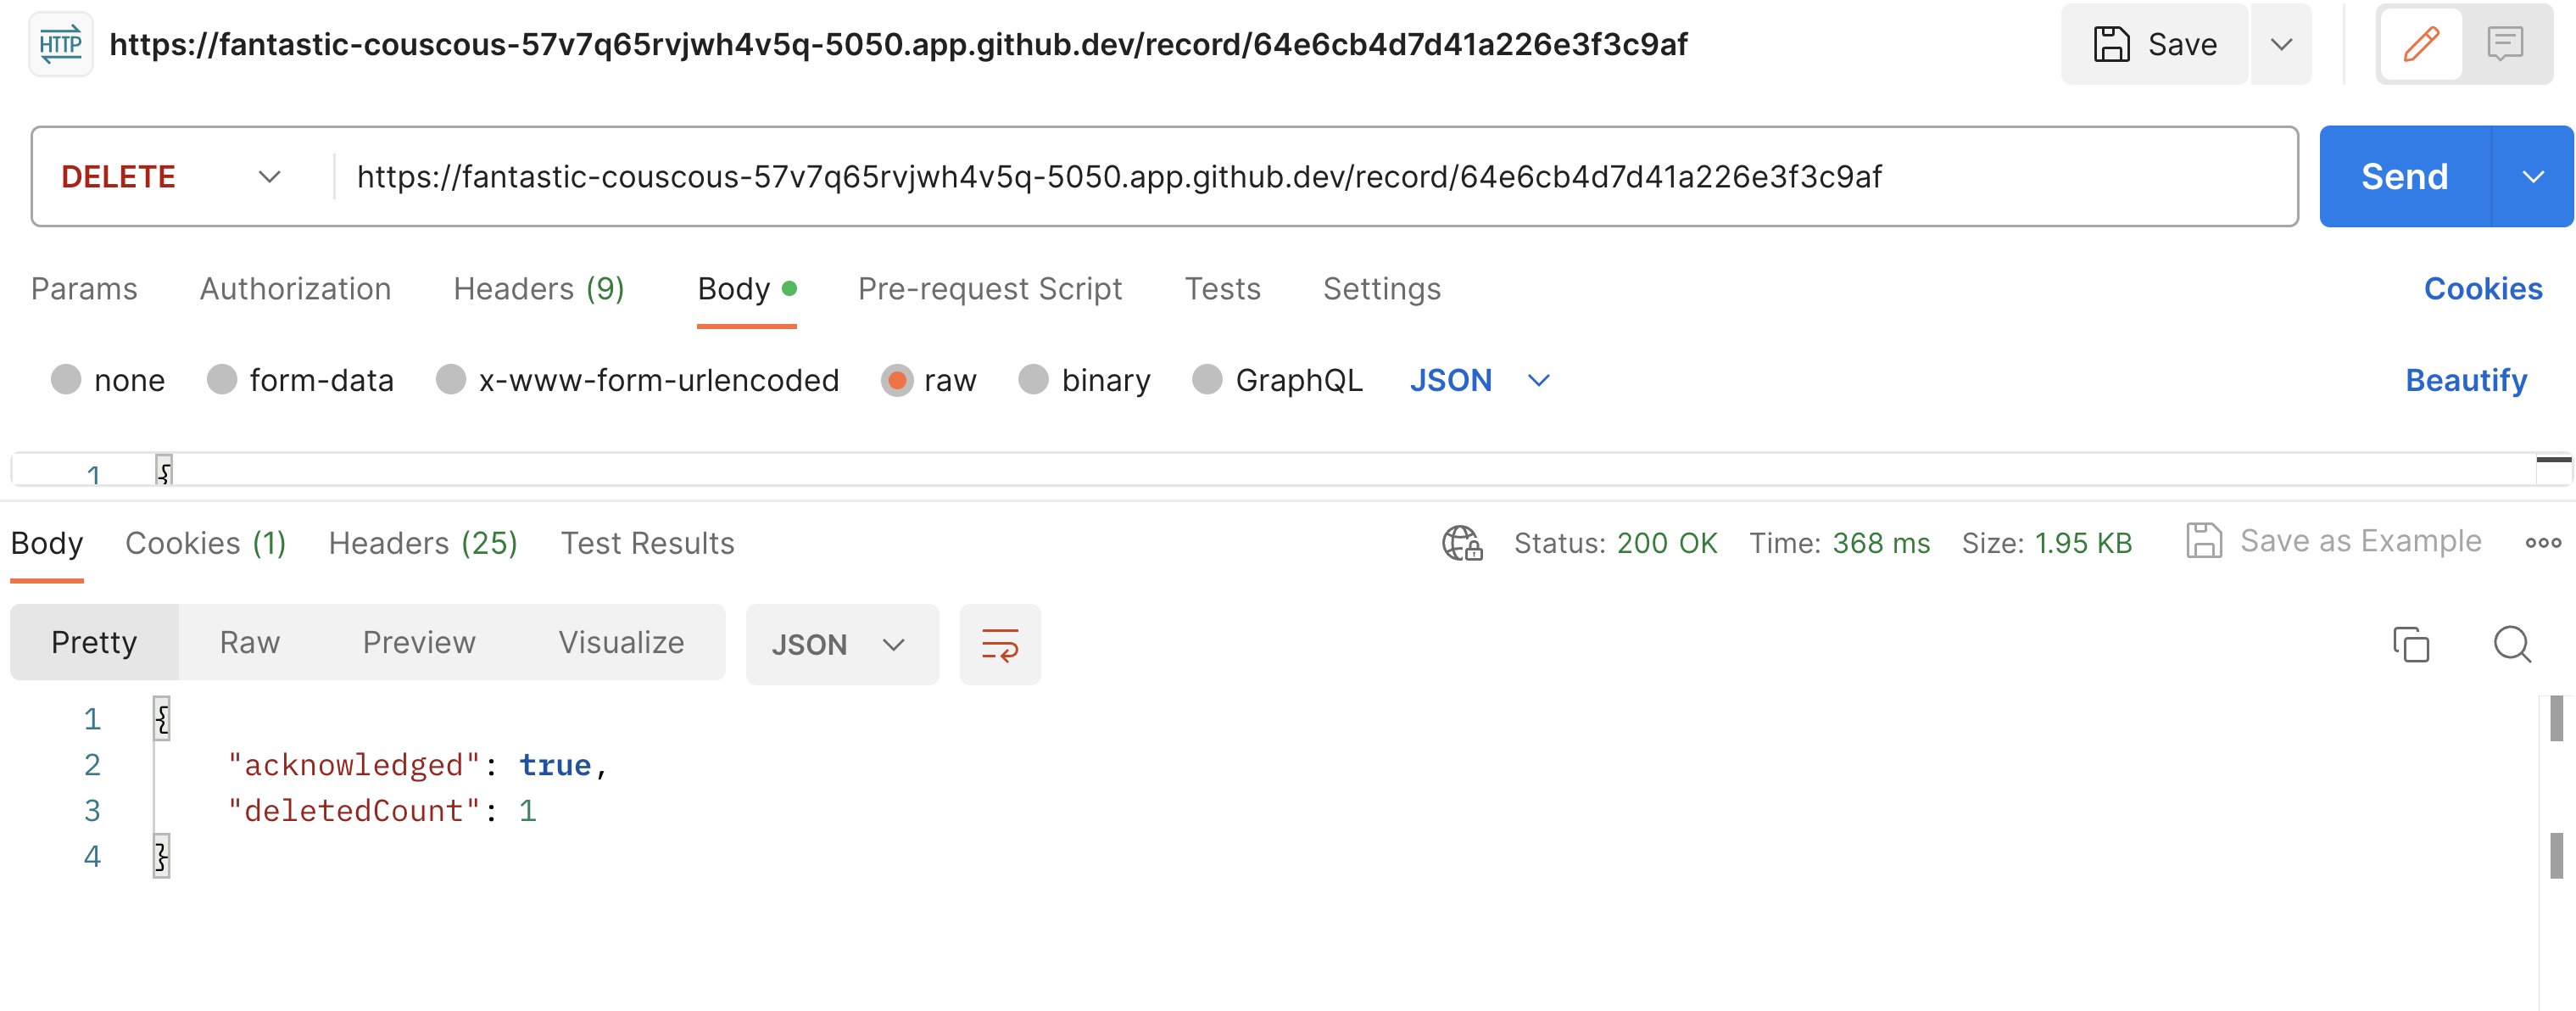 HTTP https://fantastic-couscous-57v7q65rvjwh4v5q-5050.app.github.dev/record/64e6cb4d7d41a226e3f3c9af Save
DELETE https://fantastic-couscous-57v7q65rvjwh4v5q-5050.app.github.dev/record/64e6cb4d7d41a226e3f3c9af Send
Params Authorization Headers (9) Body Pre-request Script Tests Settings Cookies
none form-data x-www-form-urlencoded raw binary GraphQL JSON Beautify
1 {
Body Cookies (1) Headers (25) Test Results Status: 200 OK Time: 368 ms Size: 1.95 KB Save as Example
Pretty Raw Preview Visualize JSON
1 {
2 "acknowledged": true,
3 "deletedCount": 1
4 }